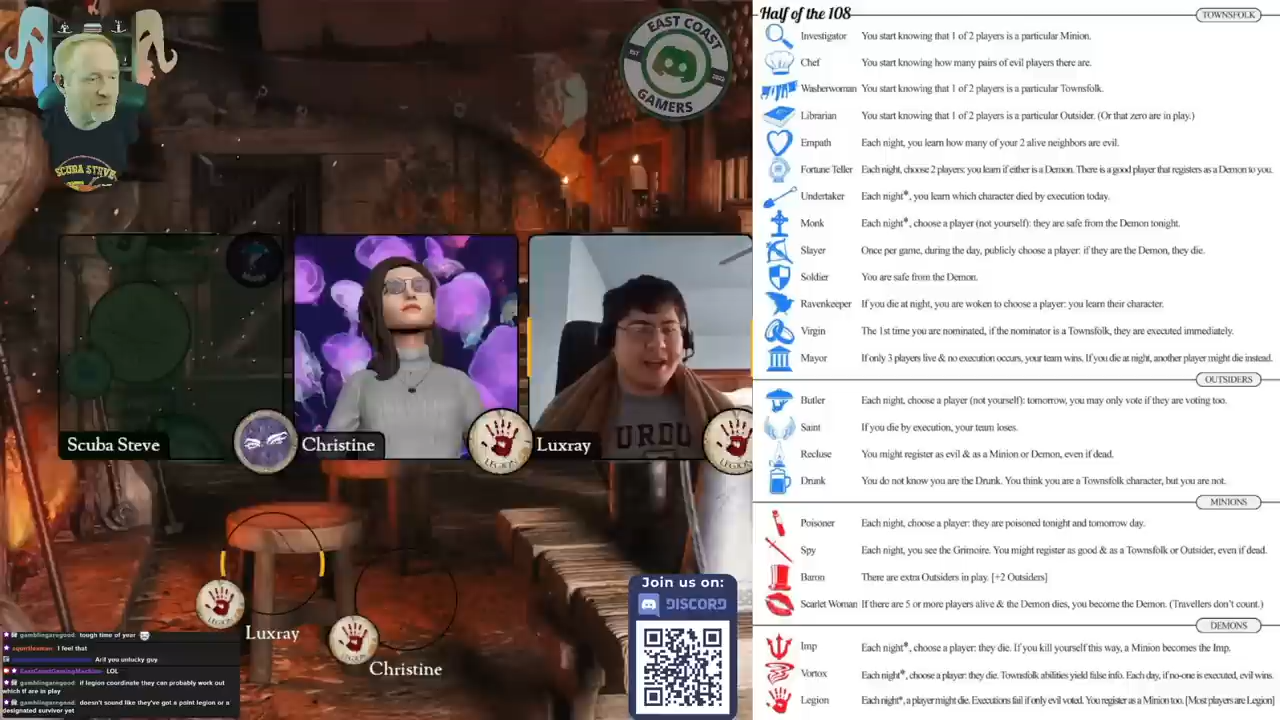 SCUBA STEVE
EAST COAST
EST
2022
GAMERS
Scuba Steve
Christine
LEGION
Luxray
URDU
Luxray
Christine
gamblingaregood: tough time of year
squrtleman: I feel that
Arif you unlucky guy
EastCoastGamingMachine: LOL
gamblingaregood: if legion coordinate they can probably work out
which tf are in play
gamblingaregood: doesn't sound like they've got a point legion or a
designated survivor yet
Join us on:
DISCORD
Half of the 108
TOWNSFOLK
Investigator You start knowing that 1 of 2 players is a particular Minion.
Chef You start knowing how many pairs of evil players there are.
Washerwoman You start knowing that 1 of 2 players is a particular Townsfolk.
Librarian You start knowing that 1 of 2 players is a particular Outsider. (Or that zero are in play.)
Empath Each night, you learn how many of your 2 alive neighbors are evil.
Fortune Teller Each night, choose 2 players: you learn if either is a Demon. There is a good player that registers as a Demon to you.
Undertaker Each night*, you learn which character died by execution today.
Monk Each night*, choose a player (not yourself): they are safe from the Demon tonight.
Slayer Once per game, during the day, publicly choose a player: if they are the Demon, they die.
Soldier You are safe from the Demon.
Ravenkeeper If you die at night, you are woken to choose a player: you learn their character.
Virgin The 1st time you are nominated, if the nominator is a Townsfolk, they are executed immediately.
Mayor If only 3 players live & no execution occurs, your team wins. If you die at night, another player might die instead.
OUTSIDERS
Butler Each night, choose a player (not yourself): tomorrow, you may only vote if they are voting too.
Saint If you die by execution, your team loses.
Recluse You might register as evil & as a Minion or Demon, even if dead.
Drunk You do not know you are the Drunk. You think you are a Townsfolk character, but you are not.
MINIONS
Poisoner Each night, choose a player: they are poisoned tonight and tomorrow day.
Spy Each night, you see the Grimoire. You might register as good & as a Townsfolk or Outsider, even if dead.
Baron There are extra Outsiders in play. [+2 Outsiders]
Scarlet Woman If there are 5 or more players alive & the Demon dies, you become the Demon. (Travellers don't count.)
DEMONS
Imp Each night*, choose a player: they die. If you kill yourself this way, a Minion becomes the Imp.
Vortox Each night*, choose a player: they die. Townsfolk abilities yield false info. Each day, if no-one is executed, evil wins.
Legion Each night*, a player might die. Executions fail if only evil voted. You register as a Minion too. [Most players are Legion]